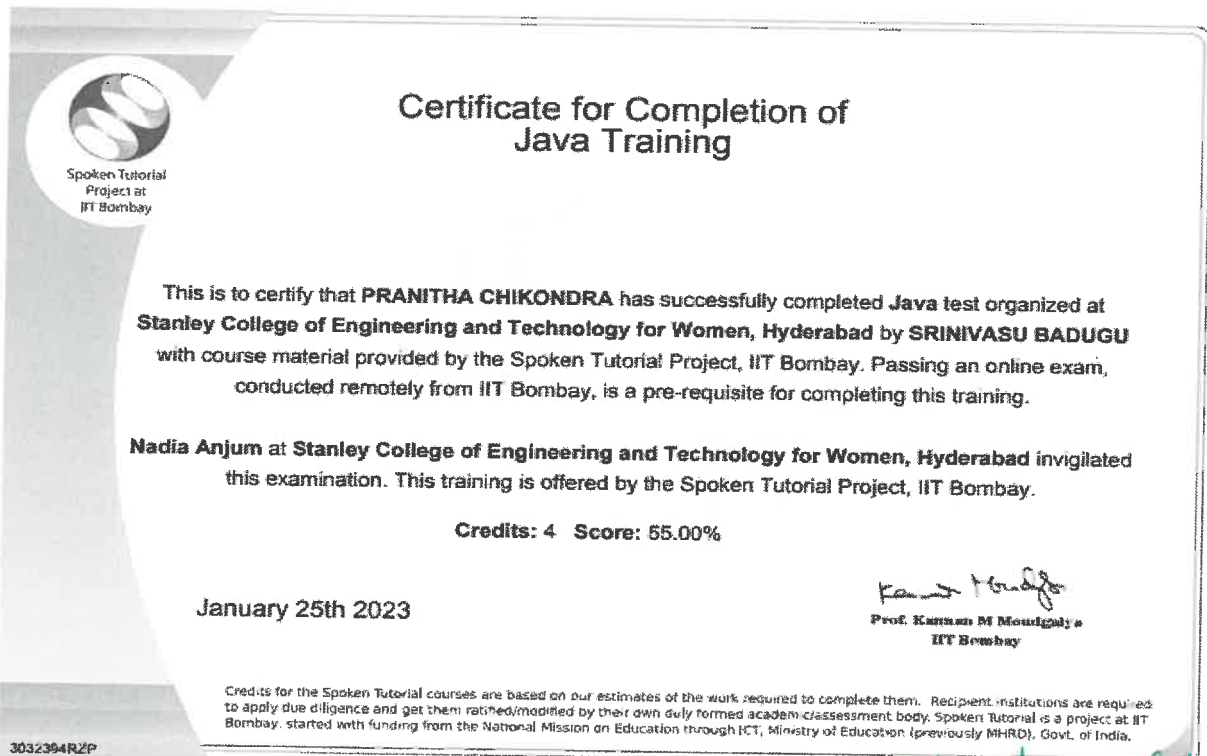 Spoken Tutorial
Project at
IIT Bombay
Certificate for Completion of
Java Training
This is to certify that PRANITHA CHIKONDRA has successfully completed Java test organized at
Stanley College of Engineering and Technology for Women, Hyderabad by SRINIVASU BADUGU
with course material provided by the Spoken Tutorial Project, IIT Bombay. Passing an online exam,
conducted remotely from IIT Bombay, is a pre-requisite for completing this training.
Nadia Anjum at Stanley College of Engineering and Technology for Women, Hyderabad invigilated
this examination. This training is offered by the Spoken Tutorial Project, IIT Bombay.
Credits: 4 Score: 55.00%
January 25th 2023
Prof. Kannan M Moudgalya
IIT Bombay
Credits for the Spoken Tutorial courses are based on our estimates of the work required to complete them. Recipient institutions are required
to apply due diligence and get them ratified/modified by their own duly formed academic/assessment body. Spoken Tutorial is a project at IIT
Bombay, started with funding from the National Mission on Education through ICT, Ministry of Education (previously MHRD), Govt. of India.
3032394RZP